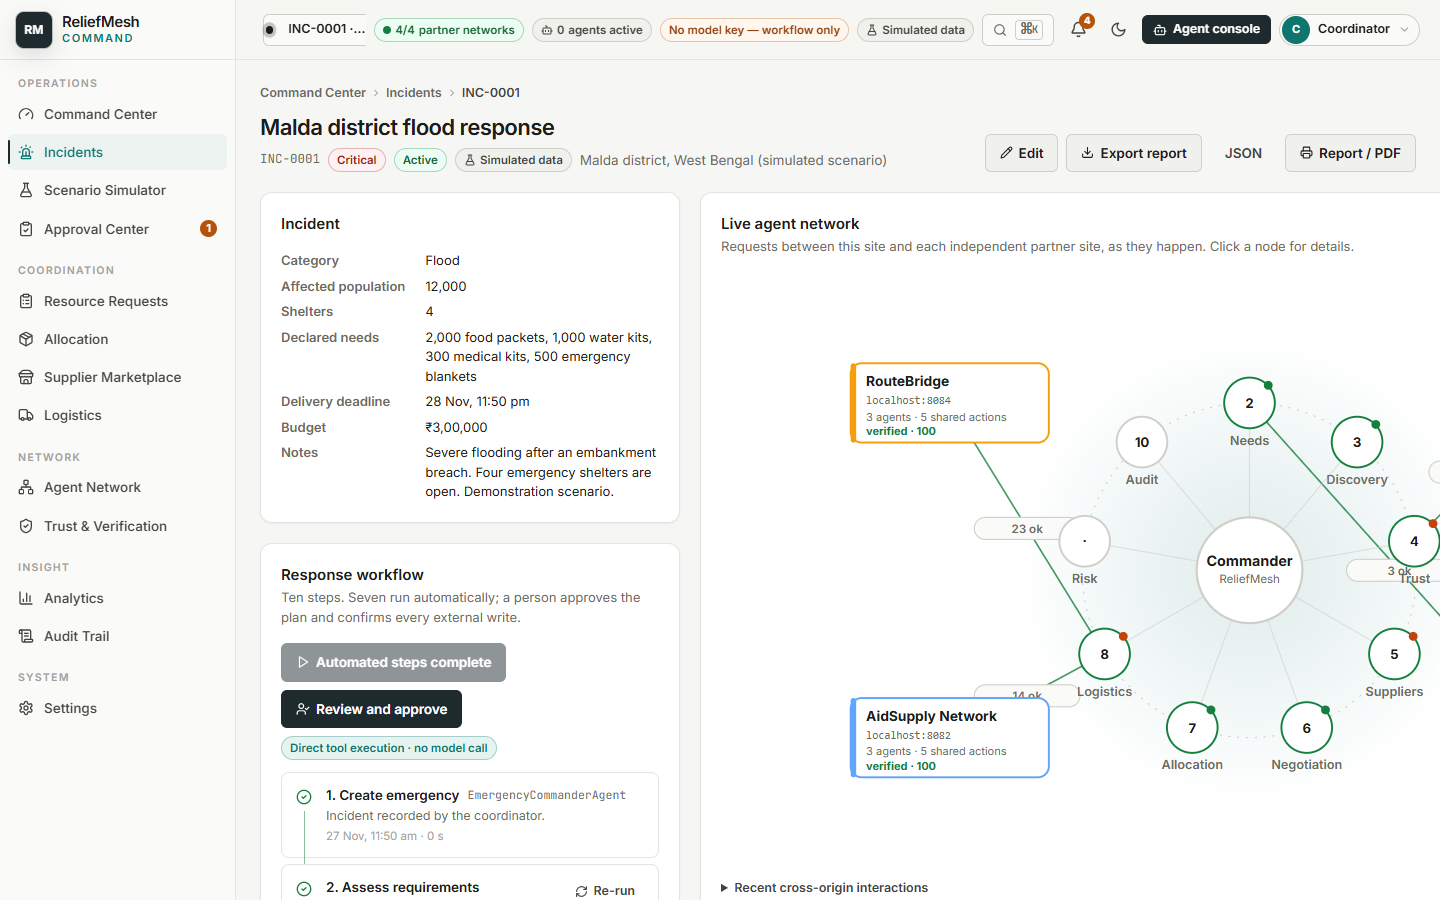 RM
ReliefMesh
COMMAND
INC-0001 ·...
4/4 partner networks
0 agents active
No model key — workflow only
Simulated data
⌘K
4
Agent console
C
Coordinator
OPERATIONS
Command Center
Incidents
Scenario Simulator
Approval Center
1
COORDINATION
Resource Requests
Allocation
Supplier Marketplace
Logistics
NETWORK
Agent Network
Trust & Verification
INSIGHT
Analytics
Audit Trail
SYSTEM
Settings
Command Center › Incidents › INC-0001
Malda district flood response
INC-0001 Critical Active Simulated data Malda district, West Bengal (simulated scenario)
Edit
Export report
JSON
Report / PDF
Incident
Category Flood
Affected population 12,000
Shelters 4
Declared needs 2,000 food packets, 1,000 water kits,
300 medical kits, 500 emergency
blankets
Delivery deadline 28 Nov, 11:50 pm
Budget ₹3,00,000
Notes Severe flooding after an embankment
breach. Four emergency shelters are
open. Demonstration scenario.
Response workflow
Ten steps. Seven run automatically; a person approves the
plan and confirms every external write.
Automated steps complete
Review and approve
Direct tool execution · no model call
1. Create emergency EmergencyCommanderAgent
Incident recorded by the coordinator.
27 Nov, 11:50 am · 0 s
2. Assess requirements
Re-run
Live agent network
Requests between this site and each independent partner site, as they happen. Click a node for details.
RouteBridge
localhost:8084
3 agents · 5 shared actions
verified · 100
2
Needs
10
Audit
3
Discovery
23 ok
·
Risk
Commander
ReliefMesh
4
Trust
3 ok
8
Logistics
5
Suppliers
14 ok
AidSupply Network
localhost:8082
3 agents · 5 shared actions
verified · 100
7
Allocation
6
Negotiation
Recent cross-origin interactions